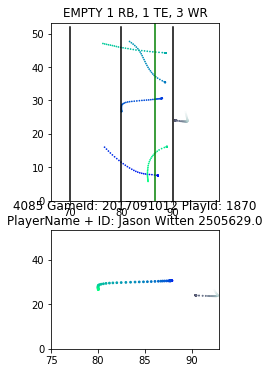 EMPTY 1 RB, 1 TE, 3 WR
50
40
30
20
10
0
70 80 90
4085 GameId: 2017091012 PlayId: 1870
PlayerName + ID: Jason Witten 2505629.0
40
20
0
75 80 85 90